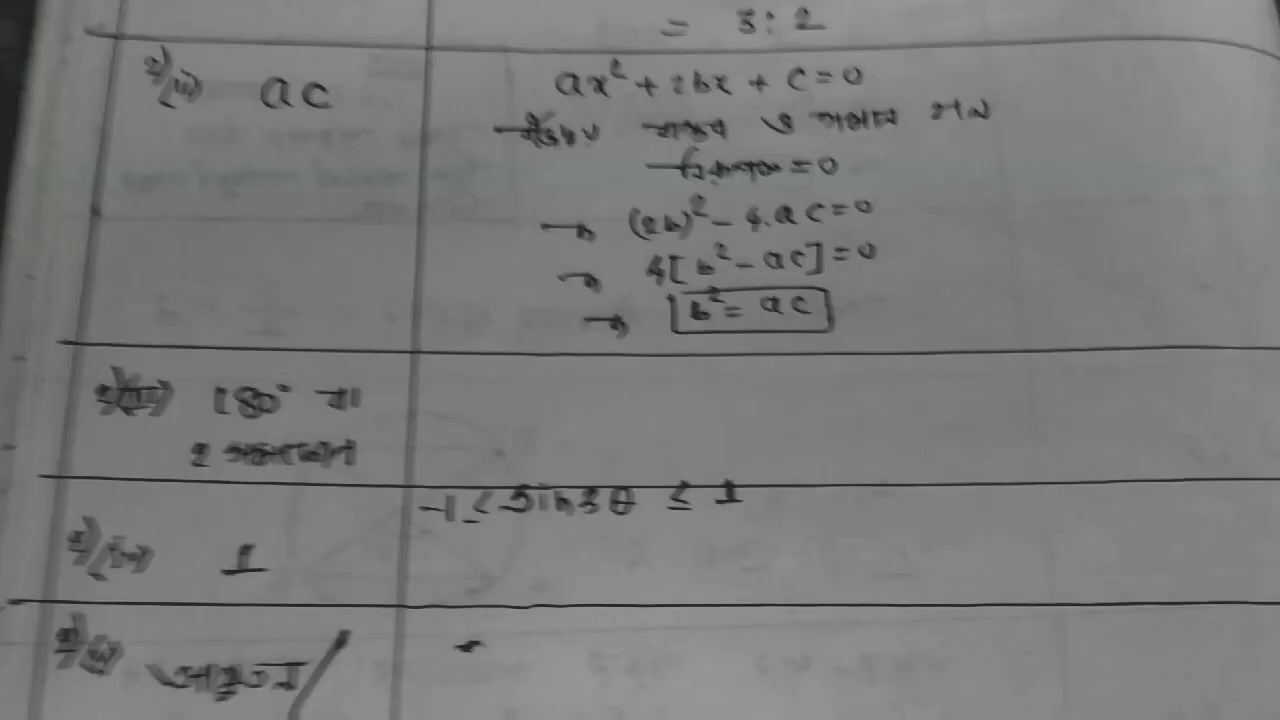 = 3:2
ac
ax² + 2bx + c = 0
বাস্তব ও সমান হলে
নিরূপক = 0
→ (2b)² - 4.ac = 0
→ 4[b² - ac] = 0
→ b² = ac
180° বা
2 সমকোণ
-1 ≤ Sin3θ ≤ 1
1